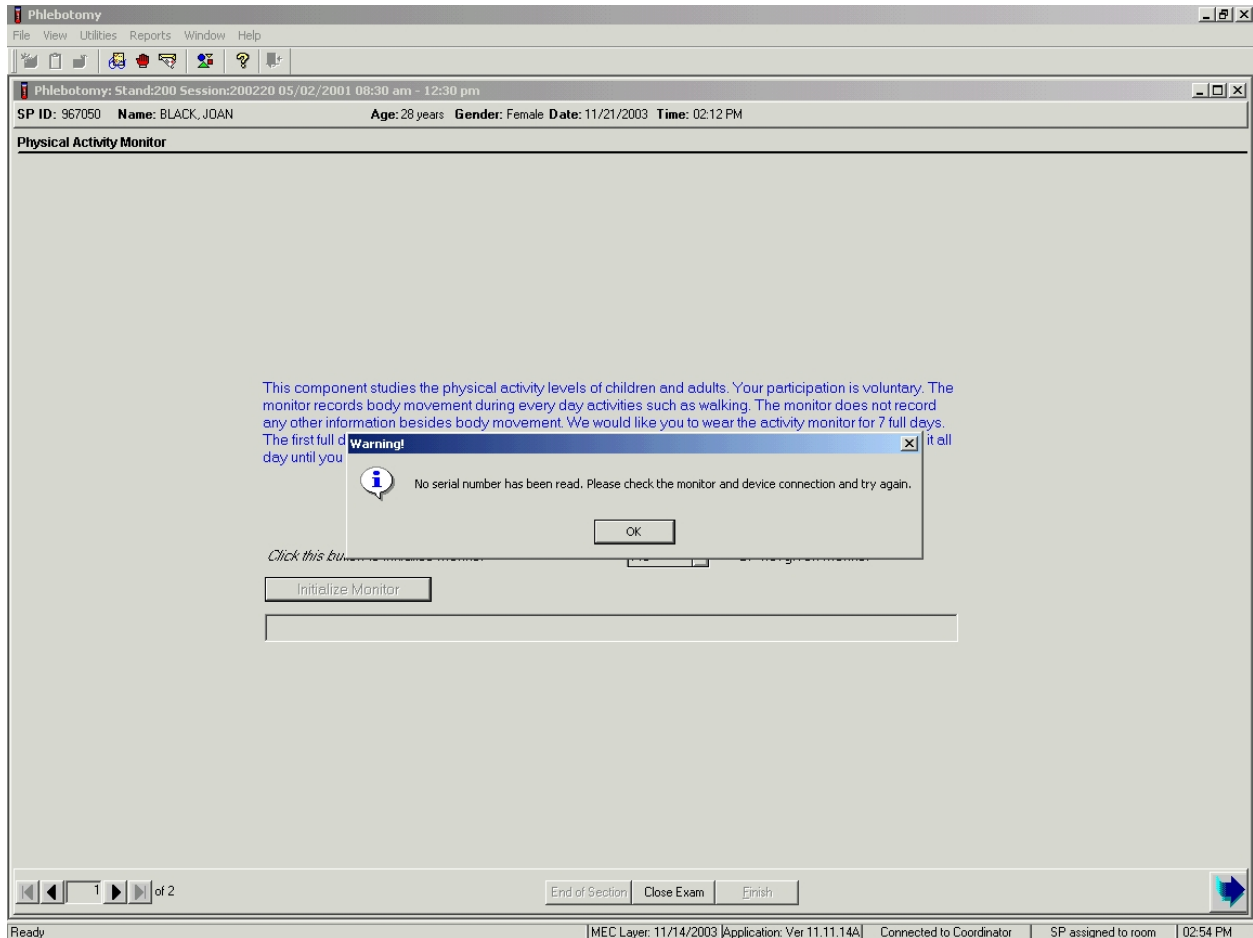 Phlebotomy
File View Utilities Reports Window Help
Phlebotomy: Stand:200 Session:200220 05/02/2001 08:30 am - 12:30 pm
SP ID: 967050 Name: BLACK, JOAN Age: 28 years Gender: Female Date: 11/21/2003 Time: 02:12 PM
Physical Activity Monitor
This component studies the physical activity levels of children and adults. Your participation is voluntary. The
monitor records body movement during every day activities such as walking. The monitor does not record
any other information besides body movement. We would like you to wear the activity monitor for 7 full days.
The first full d it all
day until you
Warning!
No serial number has been read. Please check the monitor and device connection and try again.
OK
Click this
Initialize Monitor
1 of 2
End of Section Close Exam Finish
Ready MEC Layer: 11/14/2003 Application: Ver 11.11.14A Connected to Coordinator SP assigned to room 02:54 PM